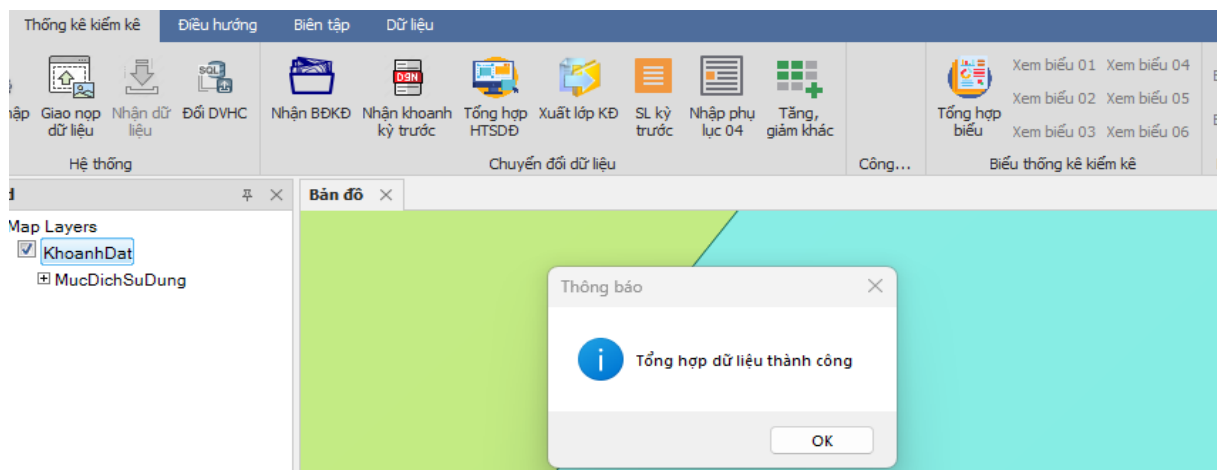 Thống kê kiểm kê Điều hướng Biên tập Dữ liệu
Giao nọp Nhận dữ Đổi DVHC Nhận BĐKĐ Nhận khoanh Tổng hợp Xuất lớp KĐ SL kỳ Nhập phụ Tăng, Tổng hợp Xem biểu 01 Xem biểu 04
dữ liệu liệu kỳ trước HTSDĐ trước lục 04 giảm khác biểu Xem biểu 02 Xem biểu 05
Xem biểu 03 Xem biểu 06
Hệ thống Chuyển đổi dữ liệu Công... Biểu thống kê kiểm kê
Bản đồ
Map Layers
KhoanhDat
MucDichSuDung
Thông báo
Tổng hợp dữ liệu thành công
OK
SQL
DGN